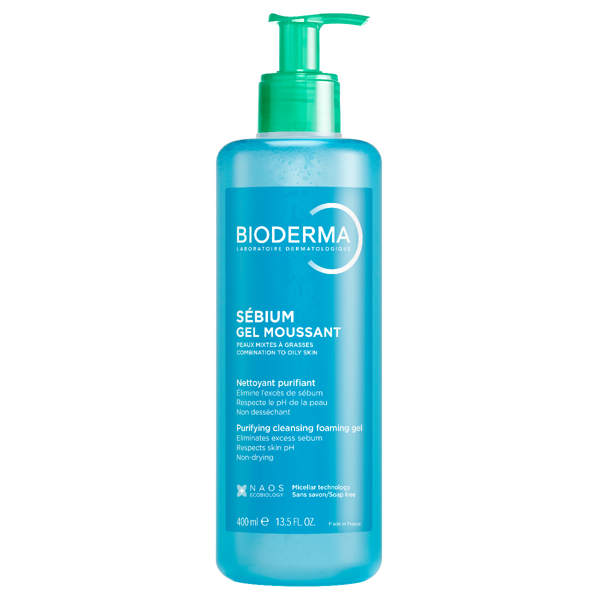 BIODERMA
LABORATOIRE DERMATOLOGIQUE
SÉBIUM
GEL MOUSSANT
PEAUX MIXTES À GRASSES
COMBINATION TO OILY SKIN
Nettoyant purifiant
Élimine l'excès de sébum
Respecte le pH de la peau
Non desséchant
Purifying cleansing foaming gel
Eliminates excess sebum
Respects skin pH
Non-drying
NAOS
ECOBIOLOGY
Micellar technology
Sans savon/Soap free
400 ml ℮ 13.5 FL. OZ.
Made in France